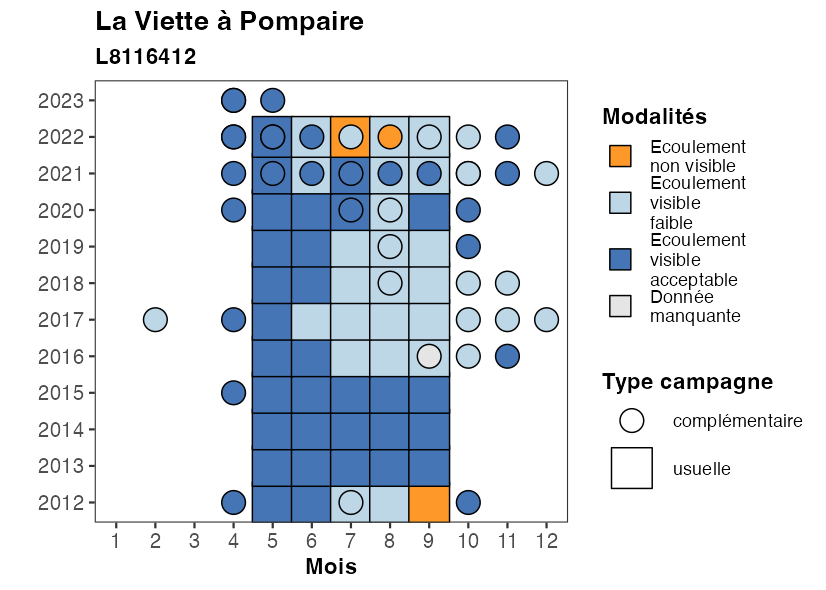 La Viette à Pompaire
L8116412
2023
2022
2021
2020
2019
2018
2017
2016
2015
2014
2013
2012
1 2 3 4 5 6 7 8 9 10 11 12
Mois
Modalités
Ecoulement
non visible
Ecoulement
visible
faible
Ecoulement
visible
acceptable
Donnée
manquante
Type campagne
complémentaire
usuelle